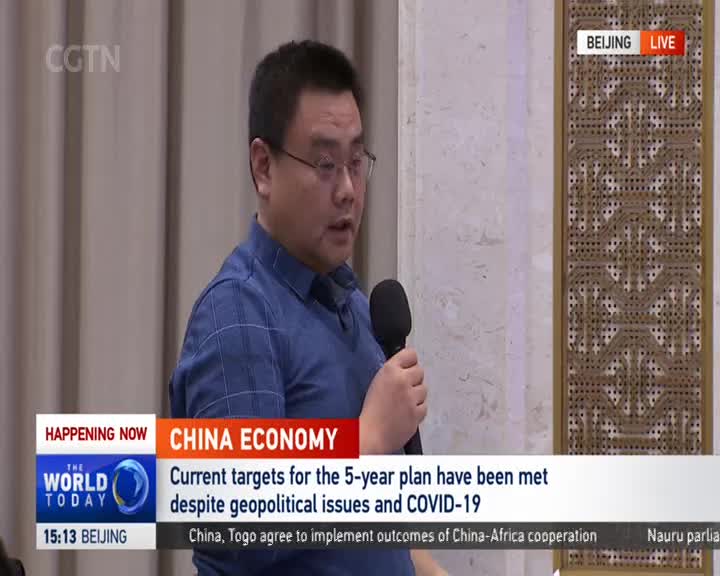 CGTN
BEIJING LIVE
HAPPENING NOW
CHINA ECONOMY
THE
WORLD
TODAY
Current targets for the 5-year plan have been met
despite geopolitical issues and COVID-19
15:13 BEIJING
China, Togo agree to implement outcomes of China-Africa cooperation
Nauru parlia